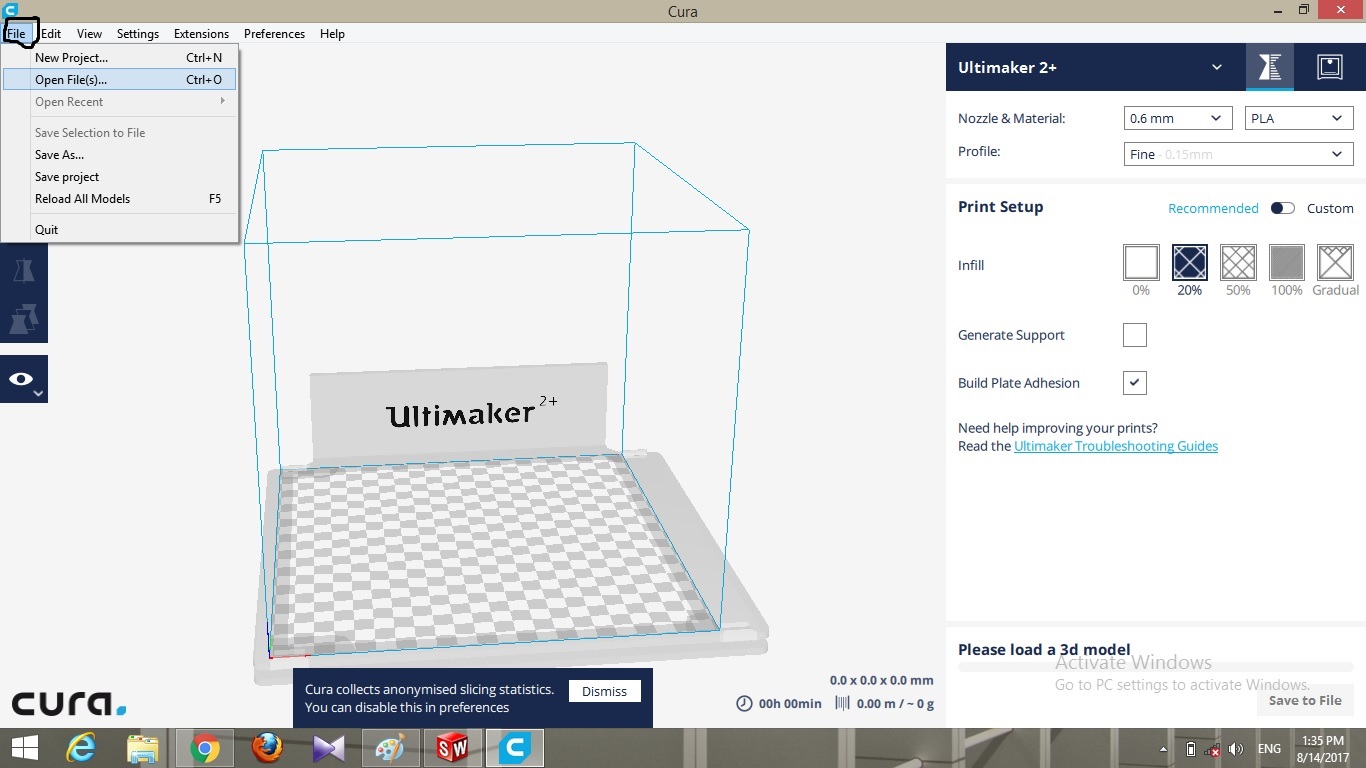 Cura
File Edit View Settings Extensions Preferences Help
New Project... Ctrl+N
Open File(s)... Ctrl+O
Open Recent
Save Selection to File
Save As...
Save project
Reload All Models F5
Quit
Ultimaker 2+
Nozzle & Material: 0.6 mm PLA
Profile: Fine - 0.15mm
Print Setup Recommended Custom
Infill
0% 20% 50% 100% Gradual
Generate Support
Build Plate Adhesion
Need help improving your prints?
Read the Ultimaker Troubleshooting Guides
Ultimaker 2+
Please load a 3d model
Activate Windows
Go to PC settings to activate Windows.
Save to File
0.0 x 0.0 x 0.0 mm
00h 00min 0.00 m / ~ 0 g
Cura collects anonymised slicing statistics.
You can disable this in preferences
Dismiss
cura.
SW
ENG
1:35 PM
8/14/2017